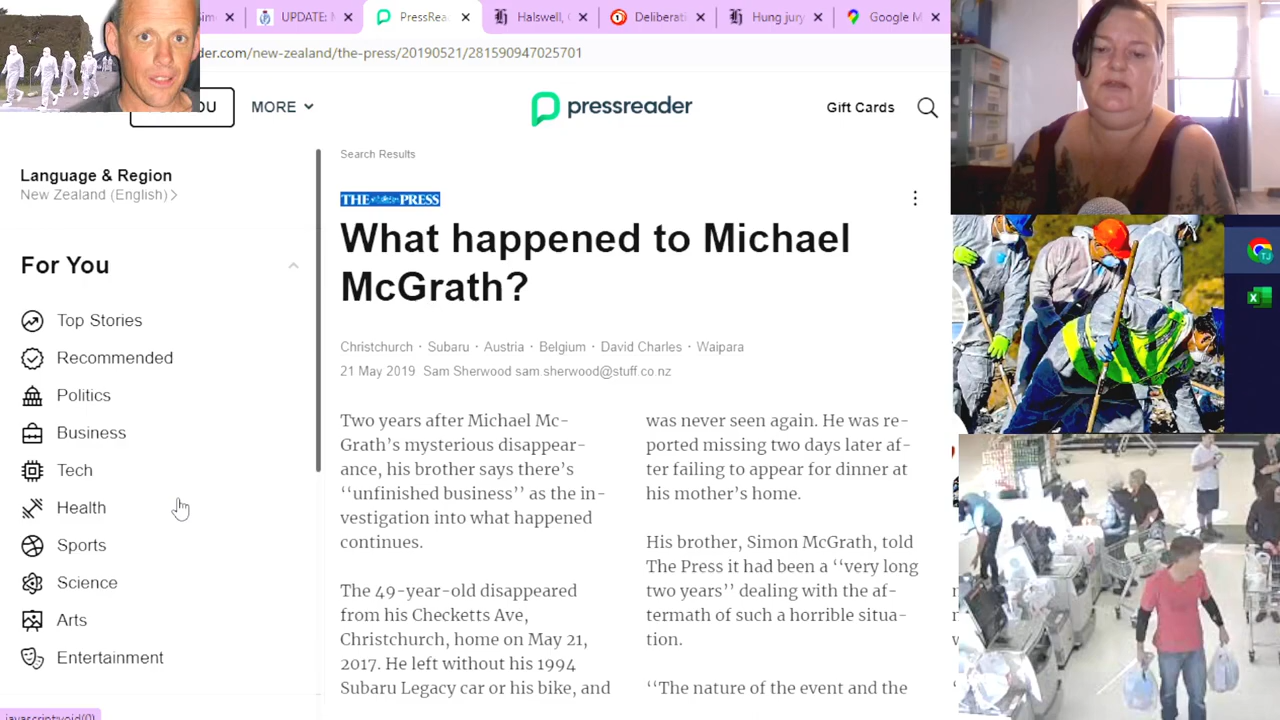 UPDATE:
PressRea
Halswell,
Deliberati
Hung jury
Google M
der.com/new-zealand/the-press/20190521/281590947025701
OU
MORE
pressreader
Gift Cards
Language & Region
New Zealand (English)
For You
Top Stories
Recommended
Politics
Business
Tech
Health
Sports
Science
Arts
Entertainment
javascript:void(0)
Search Results
THE PRESS
What happened to Michael
McGrath?
Christchurch · Subaru · Austria · Belgium · David Charles · Waipara
21 May 2019 Sam Sherwood sam.sherwood@stuff.co.nz
Two years after Michael Mc-
Grath's mysterious disappear-
ance, his brother says there's
‘‘unfinished business’’ as the in-
vestigation into what happened
continues.
The 49-year-old disappeared
from his Checketts Ave,
Christchurch, home on May 21,
2017. He left without his 1994
Subaru Legacy car or his bike, and
was never seen again. He was re-
ported missing two days later af-
ter failing to appear for dinner at
his mother's home.
His brother, Simon McGrath, told
The Press it had been a ‘‘very long
two years’’ dealing with the af-
termath of such a horrible situa-
tion.
‘‘The nature of the event and the